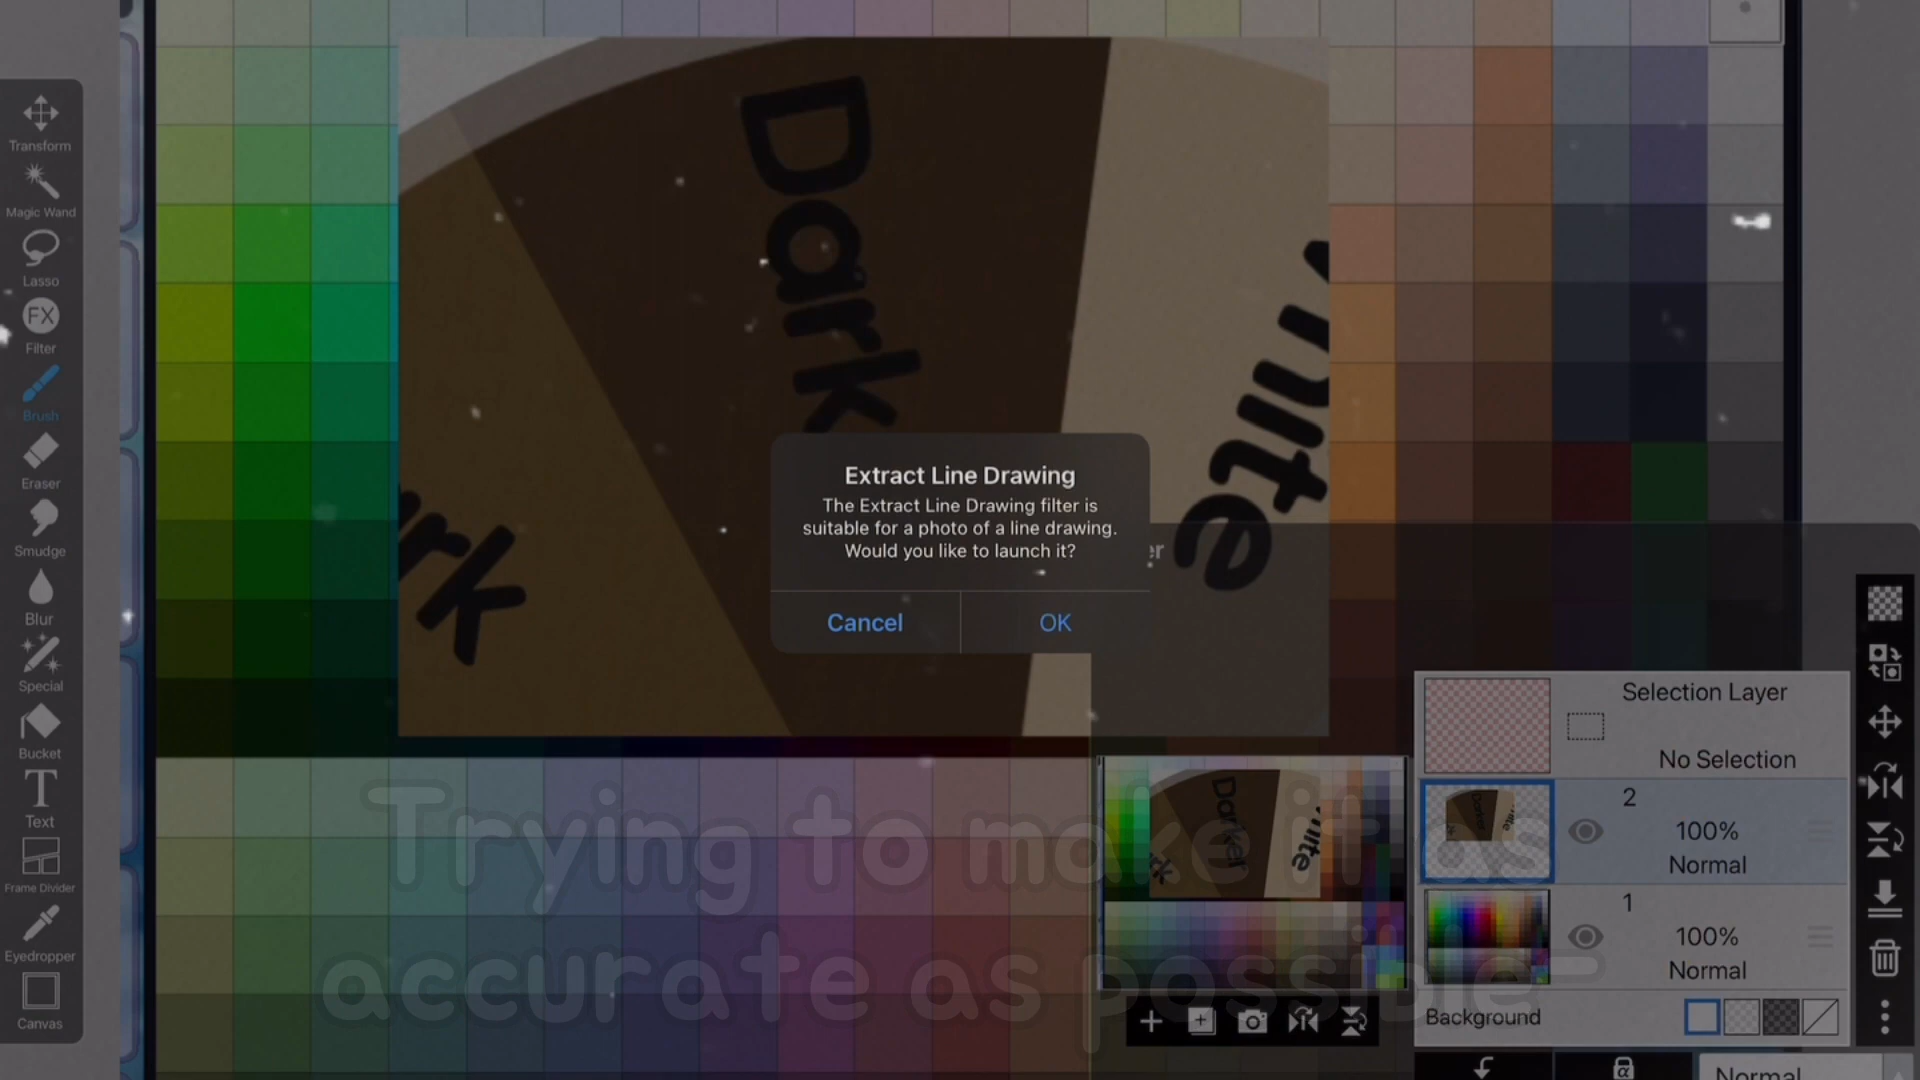 Transform
Magic Wand
Lasso
FX
Filter
Brush
Eraser
Smudge
Blur
Special
Bucket
T
Text
Frame Divider
Eyedropper
Canvas
Dark
White
rk
Extract Line Drawing
The Extract Line Drawing filter is
suitable for a photo of a line drawing.
Would you like to launch it?
Cancel
OK
er
Trying to make it as
accurate as possible-
Selection Layer
No Selection
2
100%
Normal
1
100%
Normal
Background
Normal